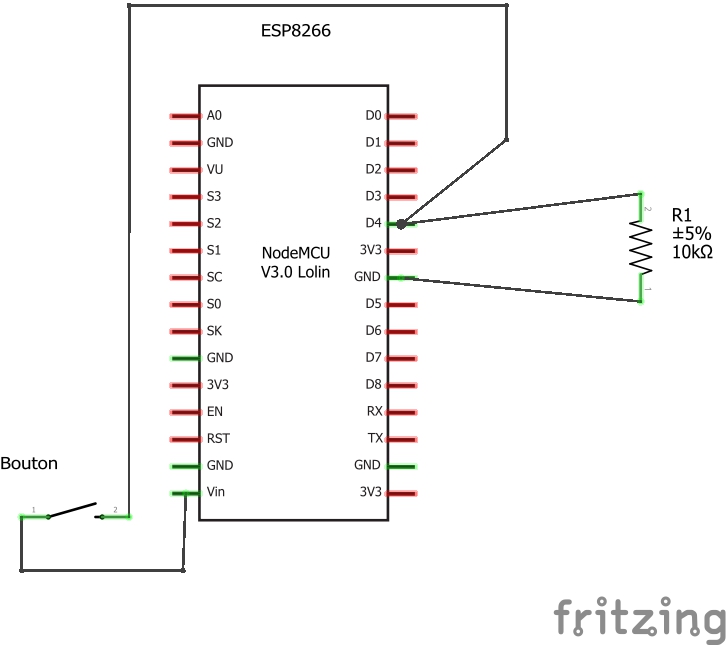 ESP8266
A0
GND
VU
S3
S2
S1
SC
S0
SK
GND
3V3
EN
RST
GND
Vin
NodeMCU
V3.0 Lolin
D0
D1
D2
D3
D4
3V3
GND
D5
D6
D7
D8
RX
TX
GND
3V3
2
R1
±5%
10kΩ
1
Bouton
1
2
fritzing